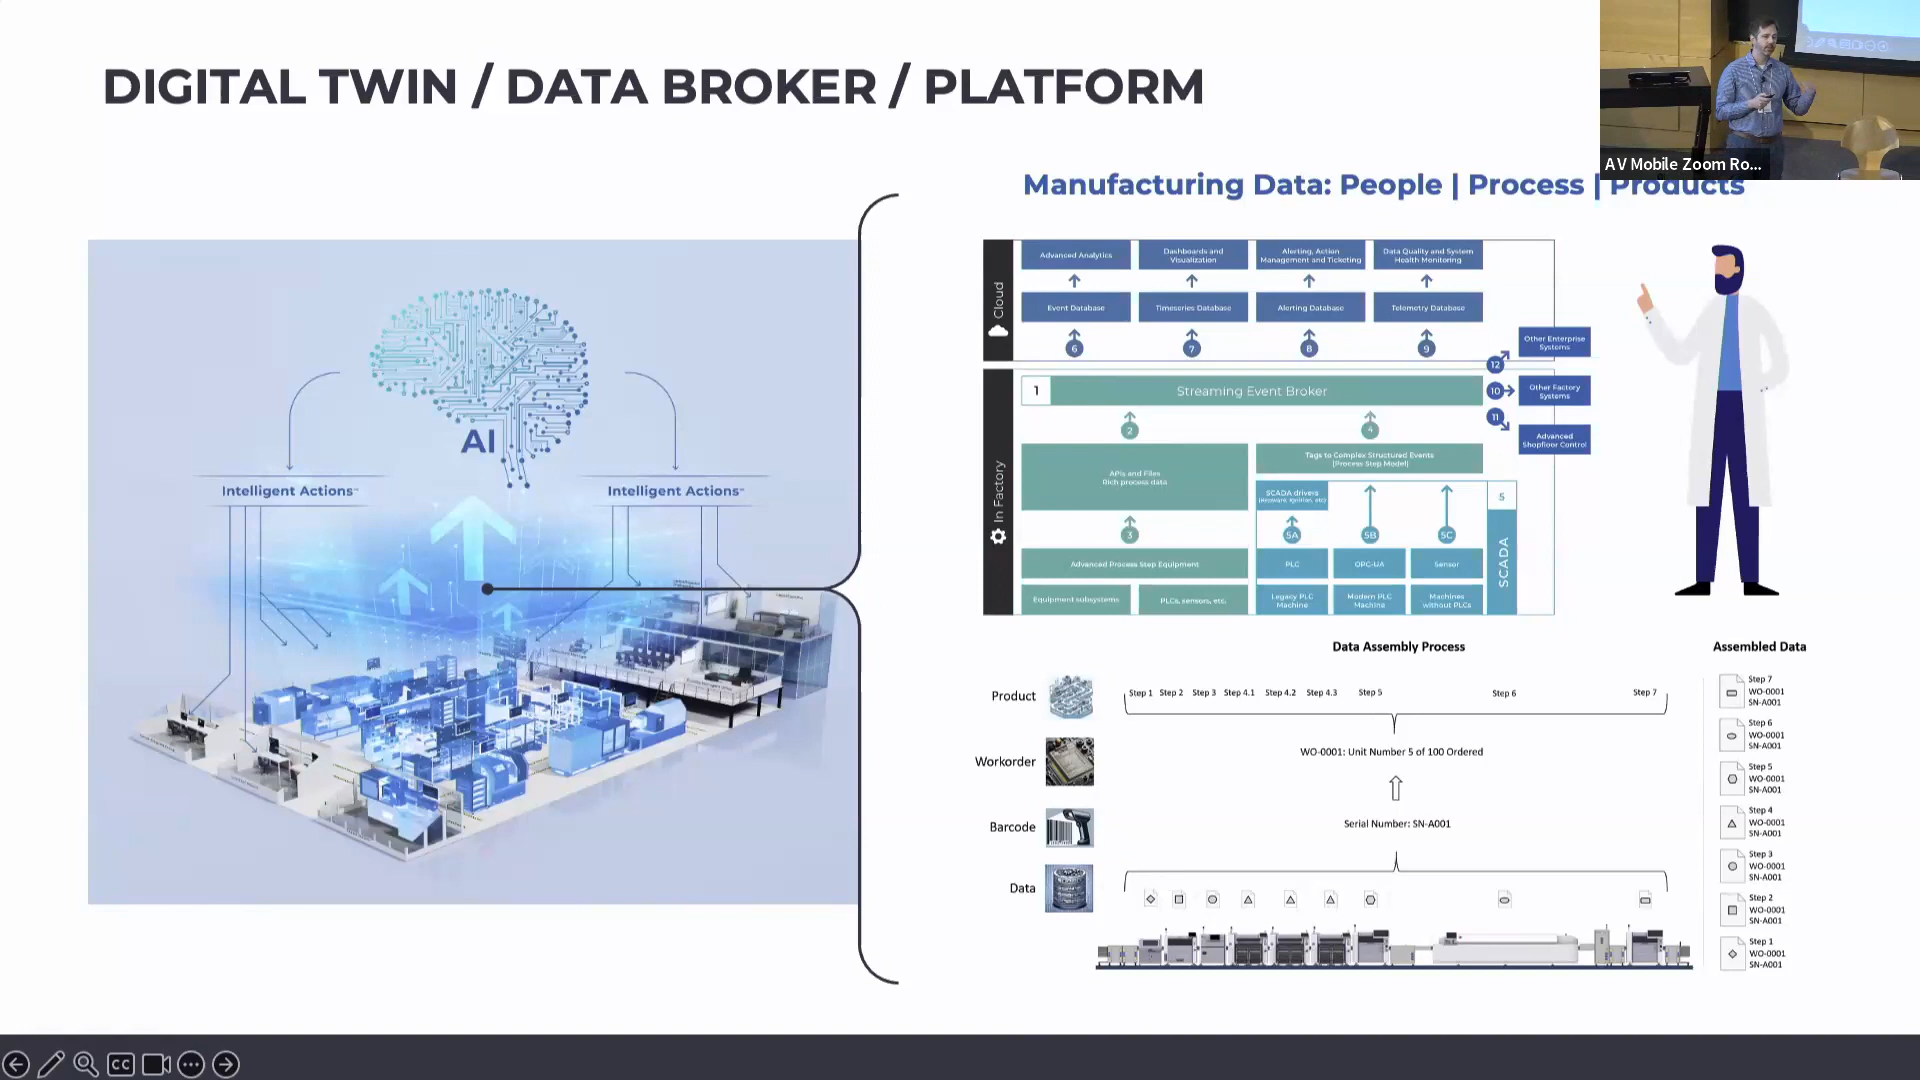 DIGITAL TWIN / DATA BROKER / PLATFORM
AV Mobile Zoom Ro...
Manufacturing Data: People | Process | Products
AI
Intelligent Actions™
Intelligent Actions™
Cloud
Advanced Analytics
Dashboards and
Visualization
Alerting, Action
Management and Ticketing
Data Quality and System
Health Monitoring
Event Database
Timeseries Database
Alerting Database
Telemetry Database
6
7
8
9
12
Other Enterprise
Systems
In Factory
1
Streaming Event Broker
10
Other Factory
Systems
11
Advanced
Shopfloor Control
2
4
APIs and Files
Rich process data
Tags to Complex Structured Events
(Process Step Model)
SCADA drivers
5
3
5A
5B
5C
SCADA
Advanced Process Step Equipment
PLC
OPC-UA
Sensor
Equipment subsystems
PLCs, sensors, etc.
Legacy PLC
Machine
Modern PLC
Machine
Machines
without PLCs
Data Assembly Process
Assembled Data
Product
Step 1 Step 2 Step 3 Step 4.1 Step 4.2 Step 4.3 Step 5 Step 6 Step 7
Workorder
WO-0001: Unit Number 5 of 100 Ordered
Barcode
Serial Number: SN-A001
Data
Step 7
WO-0001
SN-A001
Step 6
WO-0001
SN-A001
Step 5
WO-0001
SN-A001
Step 4
WO-0001
SN-A001
Step 3
WO-0001
SN-A001
Step 2
WO-0001
SN-A001
Step 1
WO-0001
SN-A001
CC